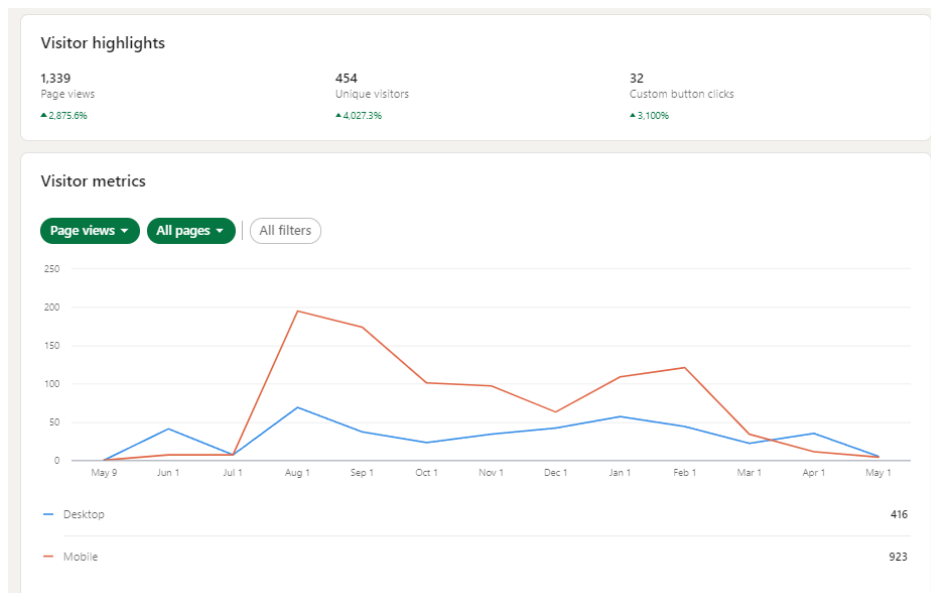 Visitor highlights
1,339 454 32
Page views Unique visitors Custom button clicks
2,875.6% 4,027.3% 3,100%
Visitor metrics
Page views All pages All filters
250
200
150
100
50
0
May 9 Jun 1 Jul 1 Aug 1 Sep 1 Oct 1 Nov 1 Dec 1 Jan 1 Feb 1 Mar 1 Apr 1 May 1
Desktop 416
Mobile 923